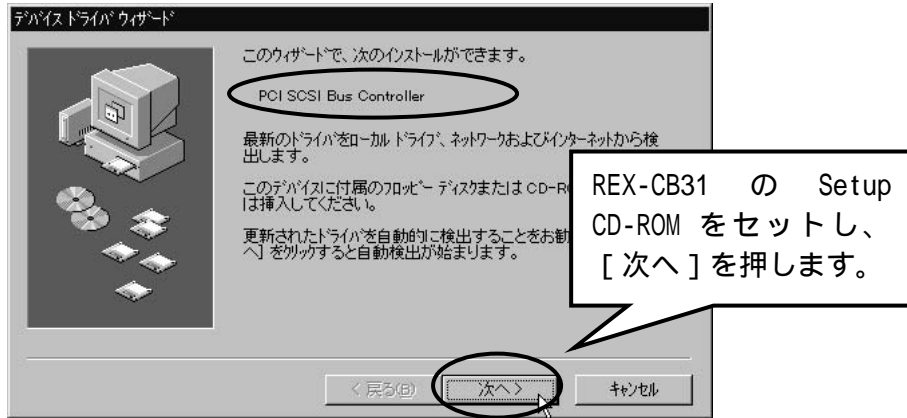 デバイス ドライバ ウィザード
このウィザードで、次のインストールができます。
PCI SCSI Bus Controller
最新のドライバをローカル ドライブ、ネットワークおよびインターネットから検
出します。
このデバイスに付属のフロッピー ディスクまたは CD-R
は挿入してください。
更新されたドライバを自動的に検出することをお勧
へ] をクリックすると自動検出が始まります。
REX-CB31 の Setup
CD-ROM をセットし、
[ 次へ ] を押します。
< 戻る(B)
次へ >
キャンセル